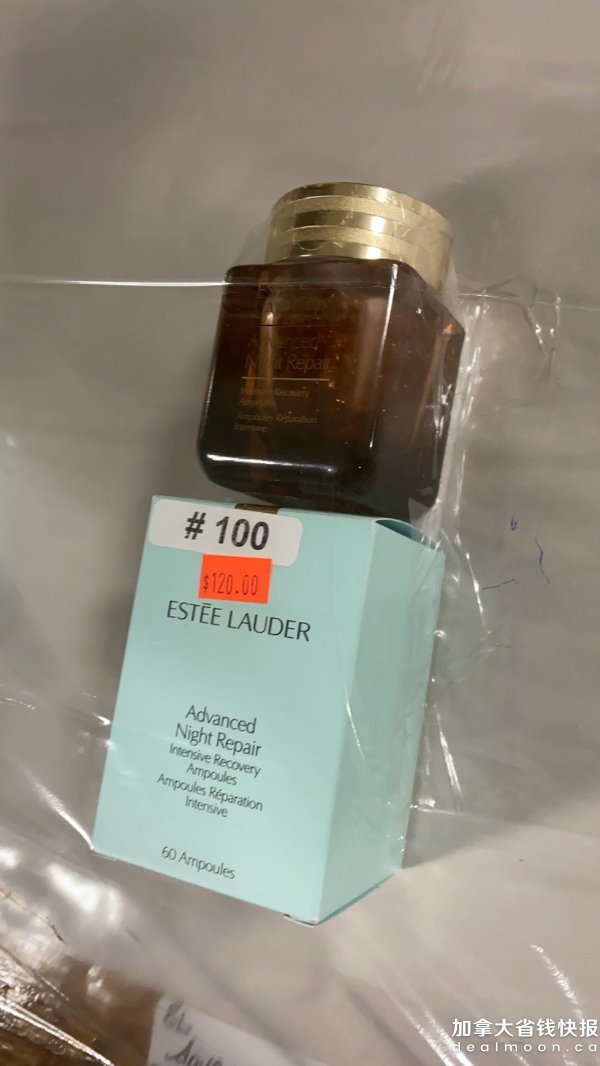 Advanced
Night Repair
Intensive Recovery
Ampoules
Ampoules Réparation
Intensive
# 100
$120.00
ESTĒE LAUDER
Advanced
Night Repair
Intensive Recovery
Ampoules
Ampoules Réparation
Intensive
60 Ampoules
加拿大省钱快报
dealmoon.ca